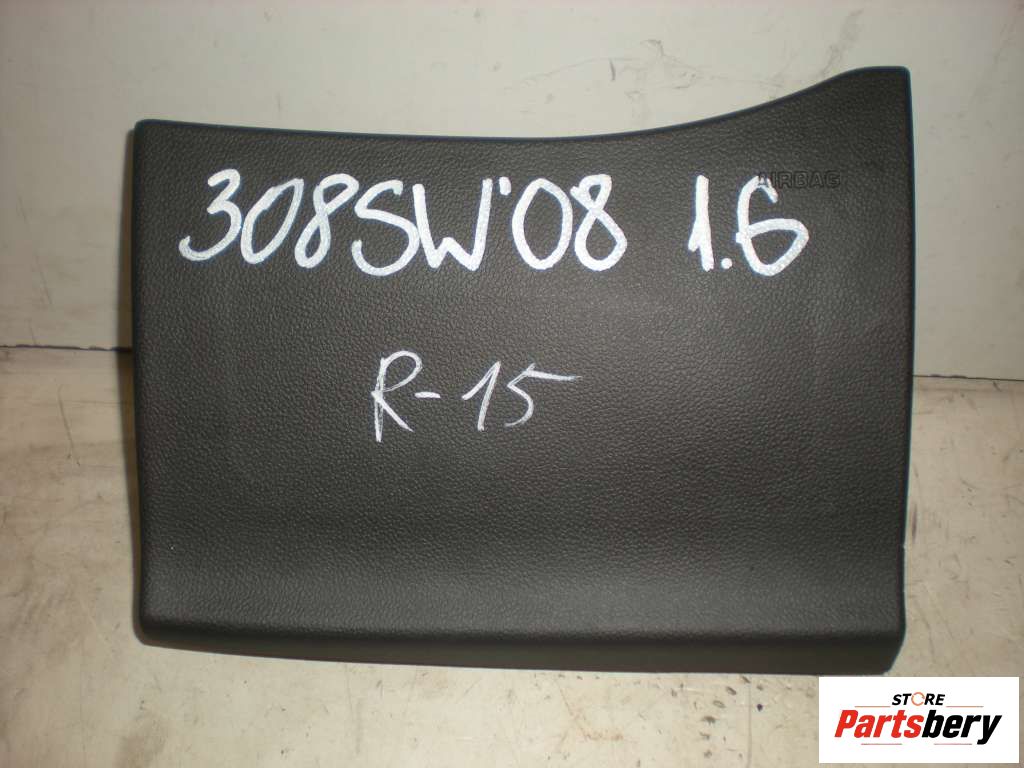 AIRBAG
308SW'08 1.6
R-15
STORE
Partsbery